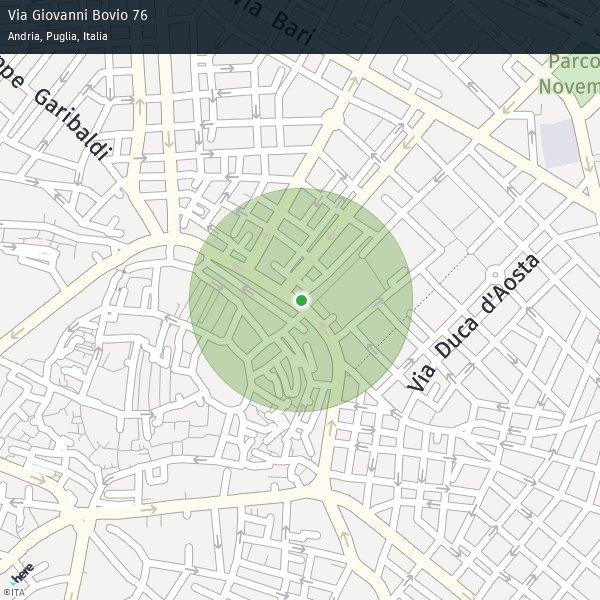 Via Giovanni Bovio 76
Andria, Puglia, Italia
Via Bari
Parco
Novem
ppe Garibaldi
Via Duca d'Aosta
here
©ITA